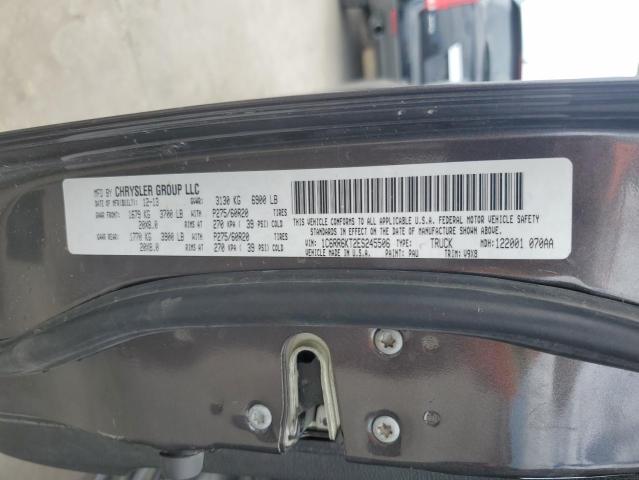 MFG BY CHRYSLER GROUP LLC
DATE OF MFR(BUILT): 12-13 GVWR: 3130 KG 6900 LB
GAWR FRONT: 1679 KG 3700 LB WITH P275/60R20 TIRES
20X8.0 RIMS AT 270 KPA ( 39 PSI) COLD
GAWR REAR: 1770 KG 3900 LB WITH P275/60R20 TIRES
20X8.0 RIMS AT 270 KPA ( 39 PSI) COLD
THIS VEHICLE CONFORMS TO ALL APPLICABLE U.S.A. FEDERAL MOTOR VEHICLE SAFETY
STANDARDS IN EFFECT ON THE DATE OF MANUFACTURE SHOWN ABOVE.
VIN: 1C6RR6KT2ES245506 TYPE: TRUCK MDH:122001 070AA
VEHICLE MADE IN U.S.A. PAINT: PAU TRIM: V9X8